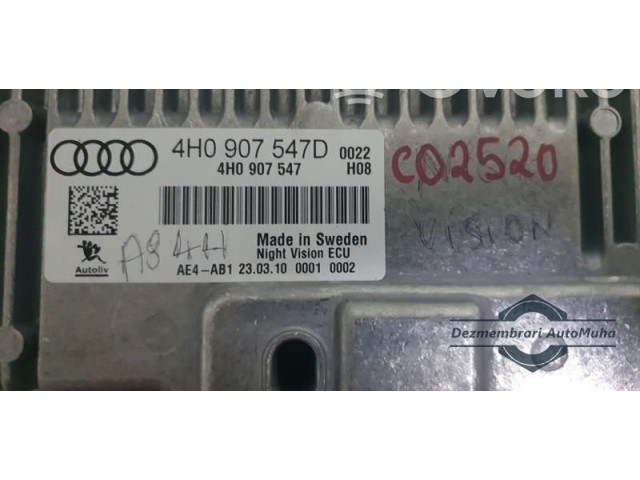 4H0 907 547D 0022
4H0 907 547 H08
C02520
VISION
A8 4H
Made in Sweden
Night Vision ECU
Autoliv
AE4-AB1 23.03.10 0001 0002
Dezmembrari AutoMuha